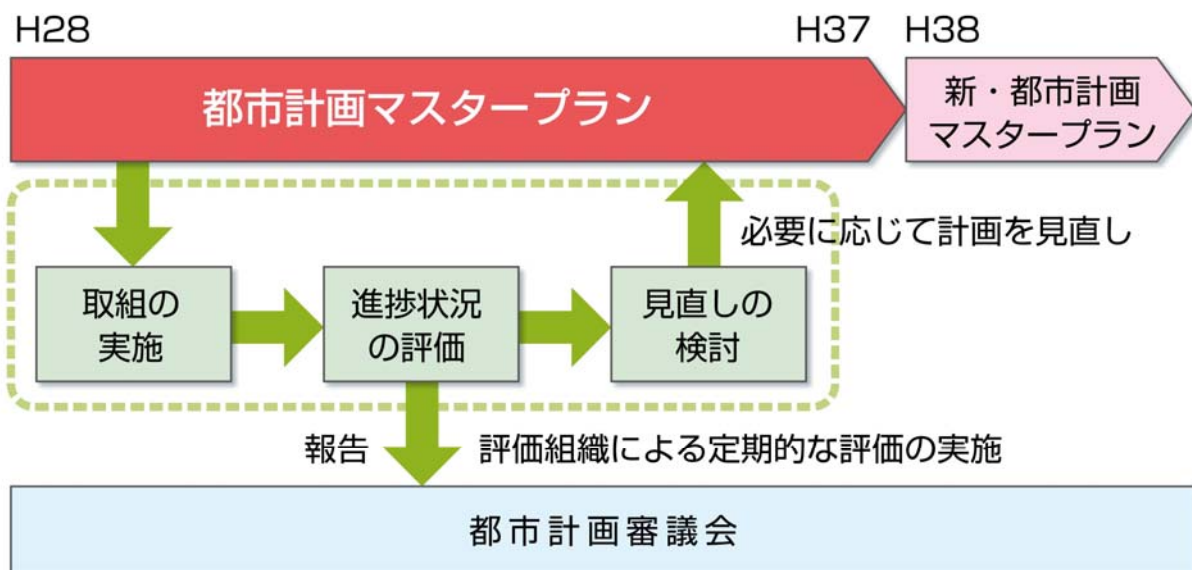 H28
H37
H38
都市計画マスタープラン
新・都市計画
マスタープラン
必要に応じて計画を見直し
取組の
実施
進捗状況
の評価
見直しの
検討
報告
評価組織による定期的な評価の実施
都市計画審議会